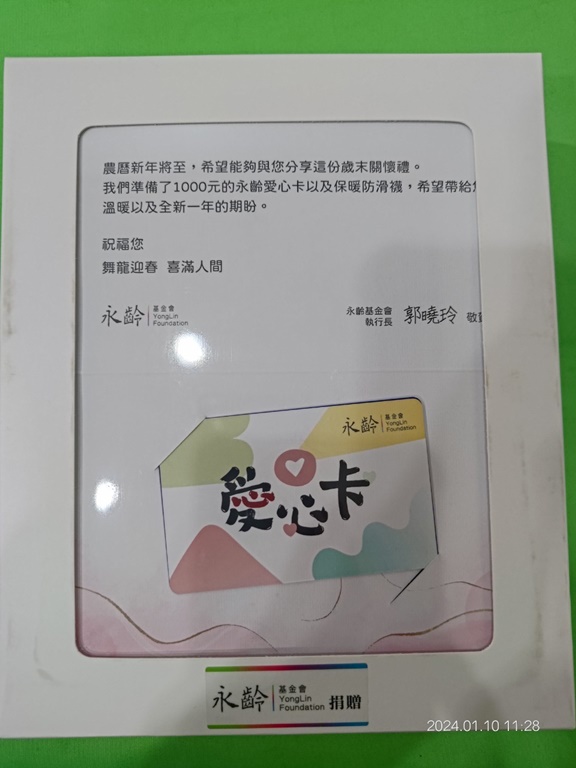 農曆新年將至，希望能夠與您分享這份歲末關懷禮。
我們準備了1000元的永齡愛心卡以及保暖防滑襪，希望帶給
溫暖以及全新一年的期盼。
祝福您
舞龍迎春 喜滿人間
永齡 基金會
YongLin
Foundation
永齡基金會
執行長 郭曉玲 敬
永齡 基金會
YongLin
Foundation
愛心卡
永齡 基金會
YongLin
Foundation 捐贈
2024.01.10 11:28